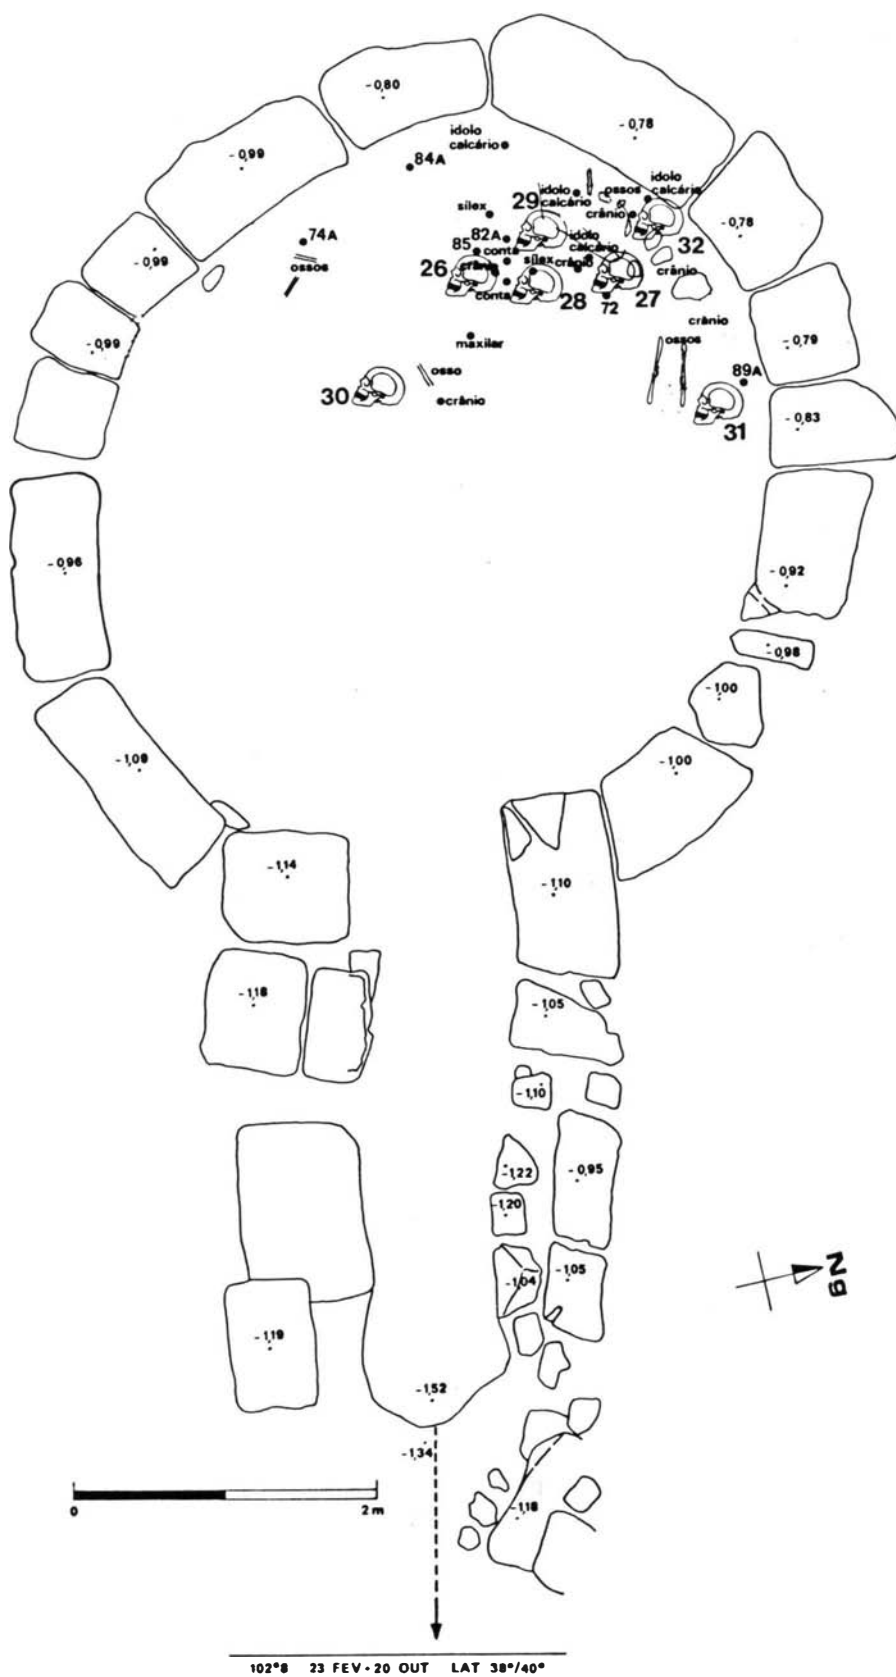 -0,80
-0,78
-0,99
idolo
calcário
84A
-0,99
-0,99
74A
ossos
sílex
82A
85
conta
26
crânio
conta
29
idolo
calcário
idolo
calcário
sílex
crânio
28
27
72
ossos
crânio
idolo
calcário
32
crânio
-0,78
crânio
ossos
-0,79
maxilar
osso
30
crânio
89A
31
-0,83
-0,96
-0,92
-0,98
-1,00
-1,00
-1,09
-1,14
-1,10
-1,18
-1,05
-1,10
-1,22
-0,95
-1,20
-1,04
-1,05
Ng
-1,19
-1,52
-1,34
-1,18
0
2 m
102°8 23 FEV - 20 OUT LAT 38°/40°